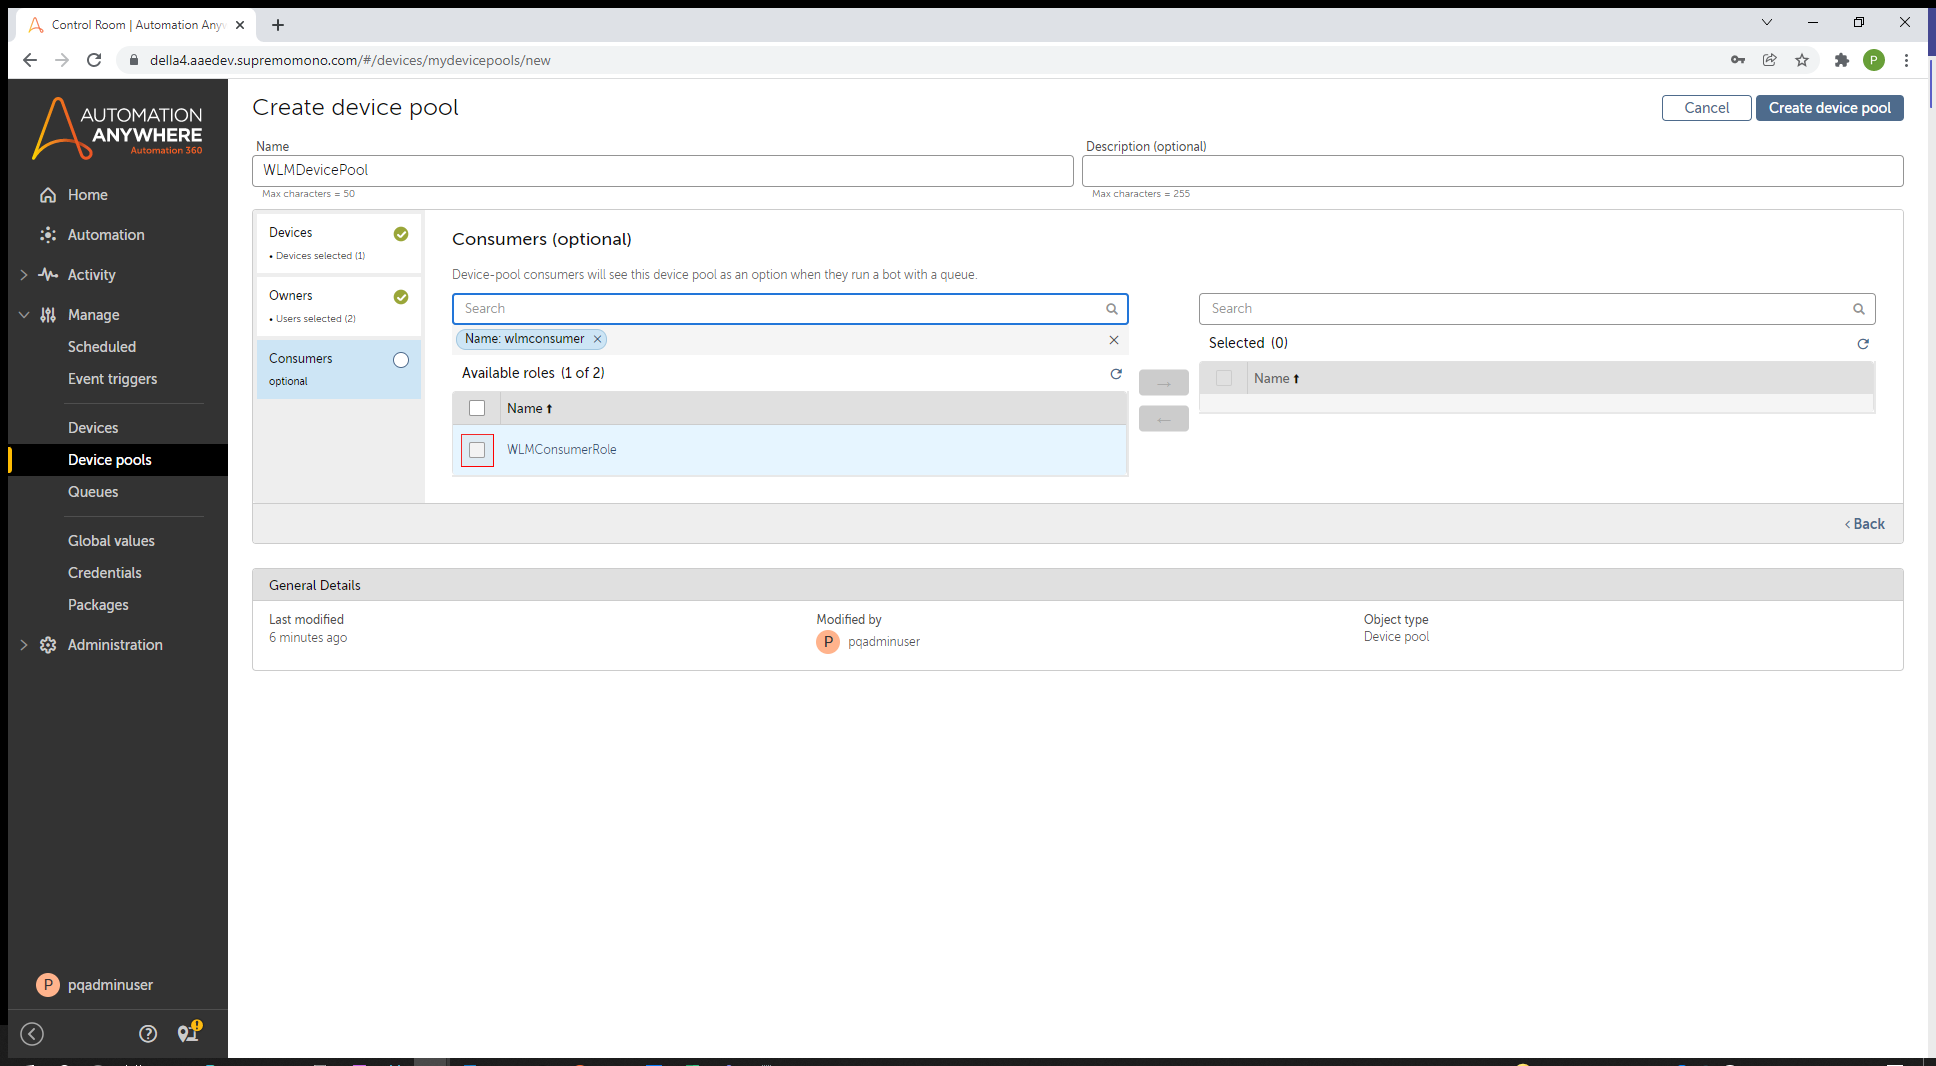 Control Room | Automation Any
della4.aaedev.supremomono.com/#/devices/mydevicepools/new
P
AUTOMATION
ANYWHERE
Automation 360
Home
Automation
Activity
Manage
Scheduled
Event triggers
Devices
Device pools
Queues
Global values
Credentials
Packages
Administration
P pqadminuser
Create device pool
Cancel
Create device pool
Name
Description (optional)
WLMDevicePool
Max characters = 50
Max characters = 255
Devices
• Devices selected (1)
Owners
• Users selected (2)
Consumers
optional
Consumers (optional)
Device-pool consumers will see this device pool as an option when they run a bot with a queue.
Search
Name: wlmconsumer
Available roles (1 of 2)
Name
WLMConsumerRole
→
←
Search
Selected (0)
Name
Back
General Details
Last modified
6 minutes ago
Modified by
P pqadminuser
Object type
Device pool